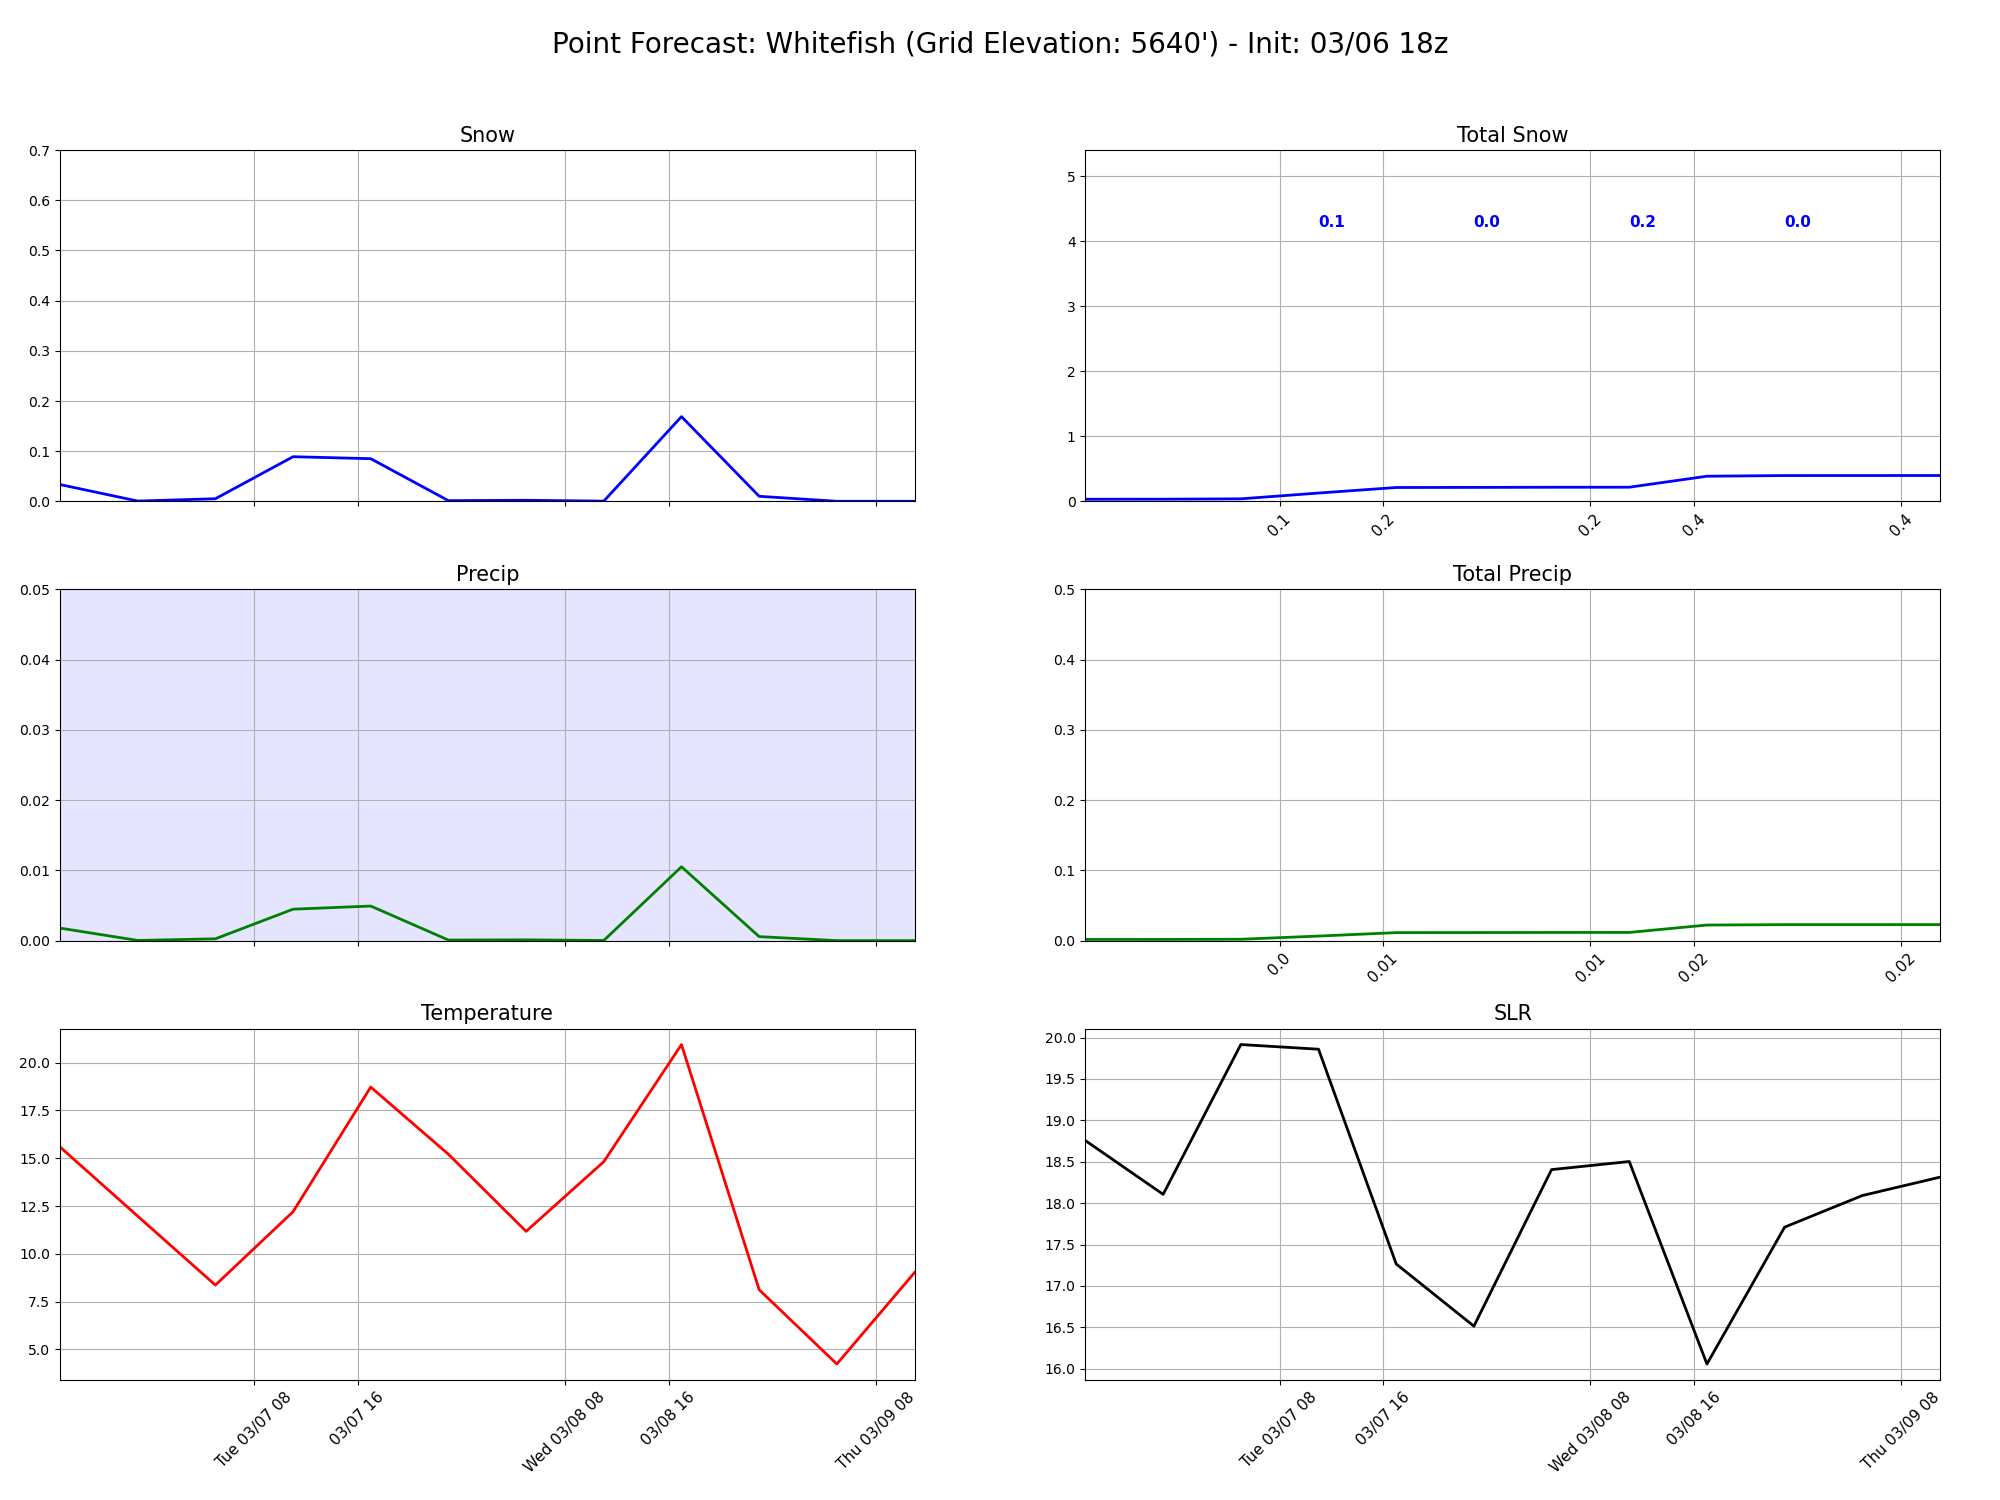 Point Forecast: Whitefish (Grid Elevation: 5640') - Init: 03/06 18z
Snow
0.7
0.6
0.5
0.4
0.3
0.2
0.1
0.0
Total Snow
5
4
3
2
1
0
0.1 0.0 0.2 0.0
0.1 0.2 0.2 0.4 0.4
Precip
0.05
0.04
0.03
0.02
0.01
0.00
Total Precip
0.5
0.4
0.3
0.2
0.1
0.0
0.0 0.01 0.01 0.02 0.02
Temperature
20.0
17.5
15.0
12.5
10.0
7.5
5.0
Tue 03/07 08
03/07 16
Wed 03/08 08
03/08 16
Thu 03/09 08
SLR
20.0
19.5
19.0
18.5
18.0
17.5
17.0
16.5
16.0
Tue 03/07 08
03/07 16
Wed 03/08 08
03/08 16
Thu 03/09 08